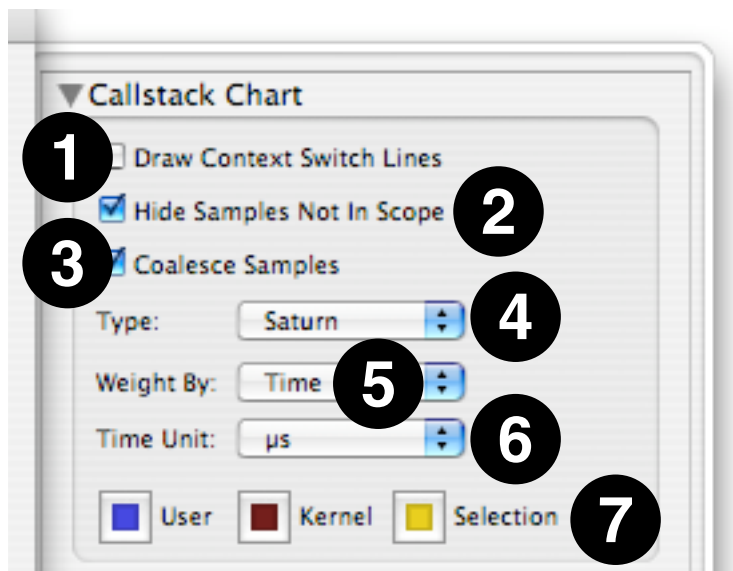 Callstack Chart
1 Draw Context Switch Lines
Hide Samples Not In Scope 2
3 Coalesce Samples
Type: Saturn 4
Weight By: Time 5
Time Unit: µs 6
User Kernel Selection 7